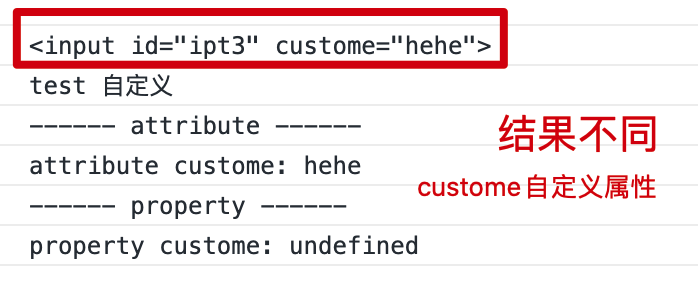 <input id="ipt3" custome="hehe">
test 自定义
------ attribute ------
attribute custome: hehe
------ property ------
property custome: undefined
结果不同
custome自定义属性